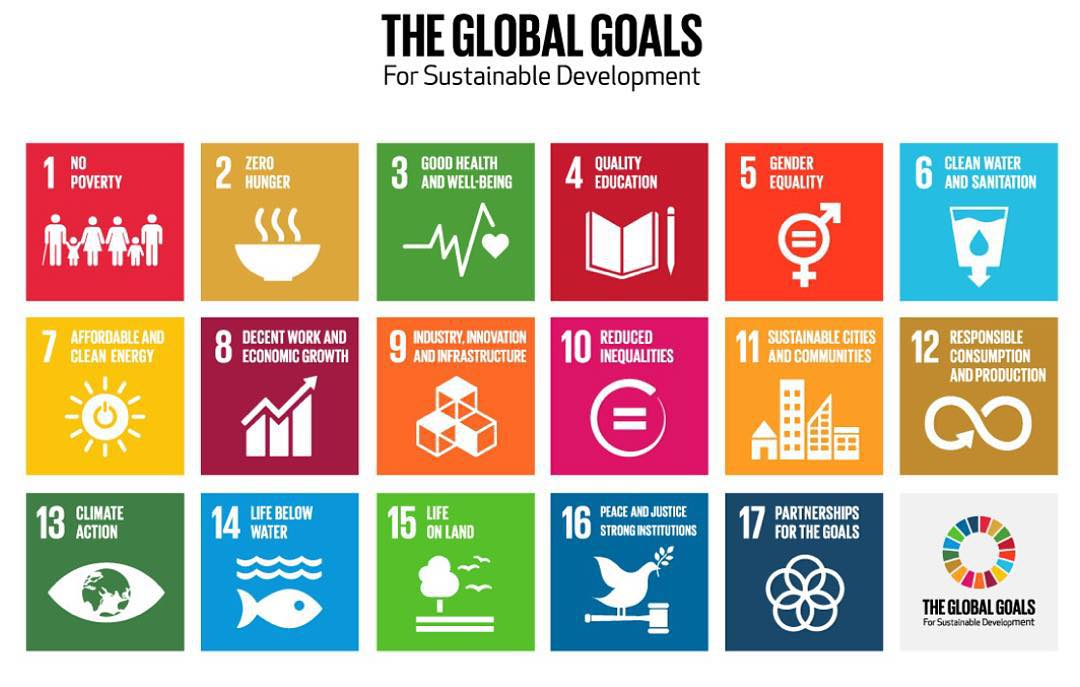 THE GLOBAL GOALS
For Sustainable Development
1 NO
POVERTY
2 ZERO
HUNGER
3 GOOD HEALTH
AND WELL-BEING
4 QUALITY
EDUCATION
5 GENDER
EQUALITY
6 CLEAN WATER
AND SANITATION
7 AFFORDABLE AND
CLEAN ENERGY
8 DECENT WORK AND
ECONOMIC GROWTH
9 INDUSTRY, INNOVATION
AND INFRASTRUCTURE
10 REDUCED
INEQUALITIES
11 SUSTAINABLE CITIES
AND COMMUNITIES
12 RESPONSIBLE
CONSUMPTION
AND PRODUCTION
13 CLIMATE
ACTION
14 LIFE BELOW
WATER
15 LIFE
ON LAND
16 PEACE AND JUSTICE
STRONG INSTITUTIONS
17 PARTNERSHIPS
FOR THE GOALS
THE GLOBAL GOALS
For Sustainable Development